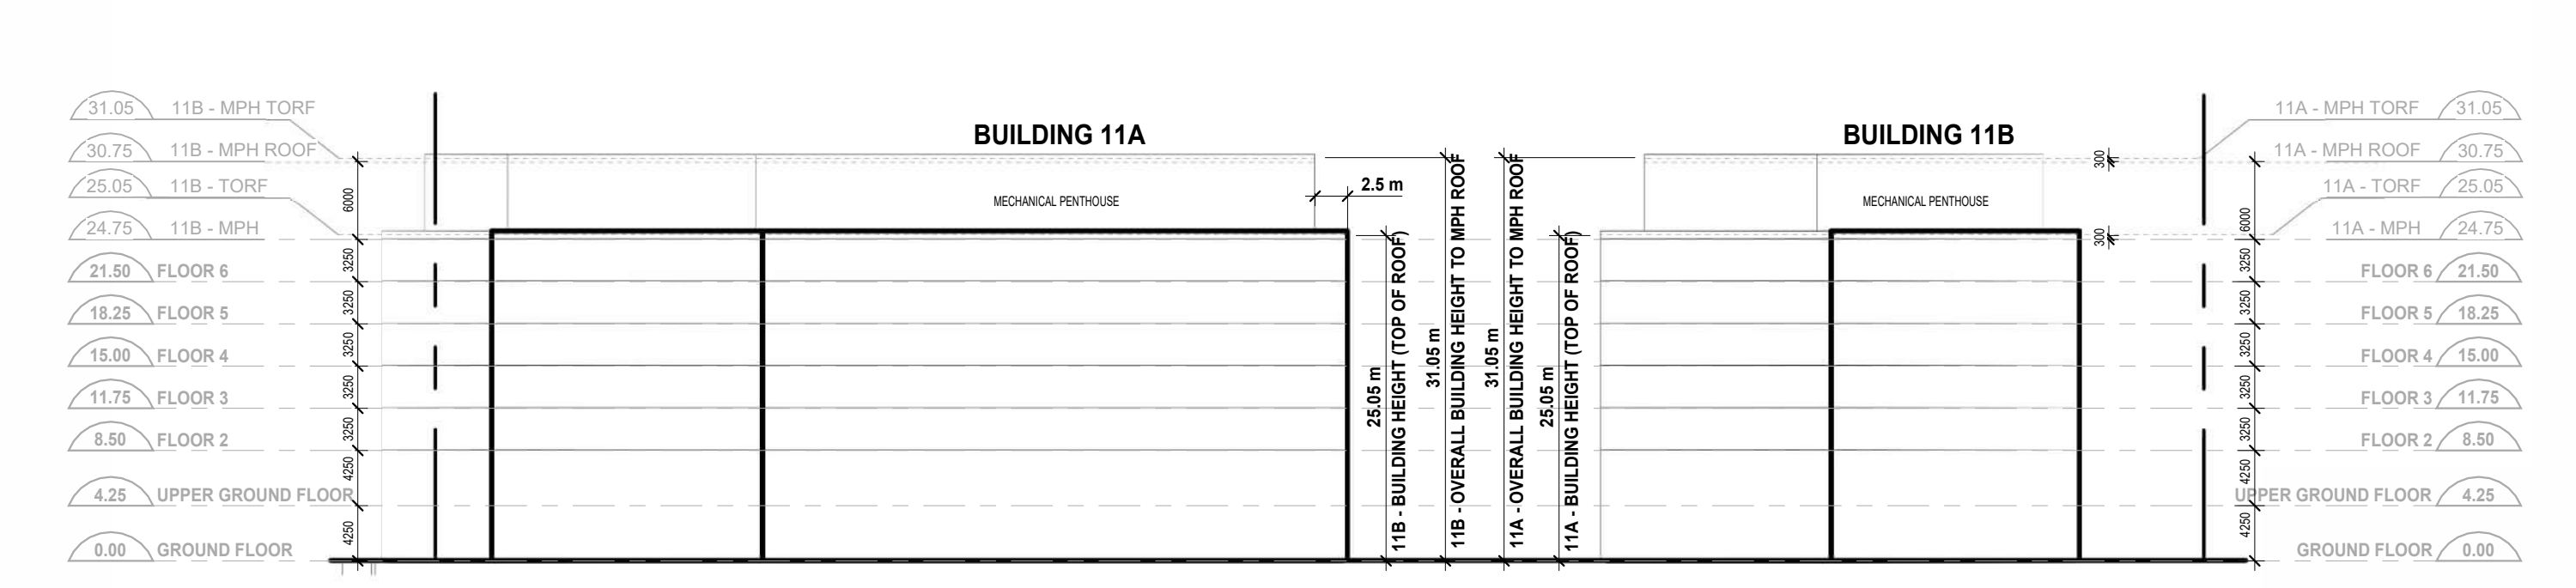 31.05 11B - MPH TORF
30.75 11B - MPH ROOF
25.05 11B - TORF
24.75 11B - MPH
21.50 FLOOR 6
18.25 FLOOR 5
15.00 FLOOR 4
11.75 FLOOR 3
8.50 FLOOR 2
4.25 UPPER GROUND FLOOR
0.00 GROUND FLOOR
6000
3250
3250
3250
3250
3250
4250
4250
BUILDING 11A
MECHANICAL PENTHOUSE
2.5 m
25.05 m
11B - BUILDING HEIGHT (TOP OF ROOF)
31.05 m
11B - OVERALL BUILDING HEIGHT TO MPH ROOF
31.05 m
11A - OVERALL BUILDING HEIGHT TO MPH ROOF
25.05 m
11A - BUILDING HEIGHT (TOP OF ROOF)
BUILDING 11B
MECHANICAL PENTHOUSE
300
300
6000
3250
3250
3250
3250
3250
4250
4250
11A - MPH TORF 31.05
11A - MPH ROOF 30.75
11A - TORF 25.05
11A - MPH 24.75
FLOOR 6 21.50
FLOOR 5 18.25
FLOOR 4 15.00
FLOOR 3 11.75
FLOOR 2 8.50
UPPER GROUND FLOOR 4.25
GROUND FLOOR 0.00